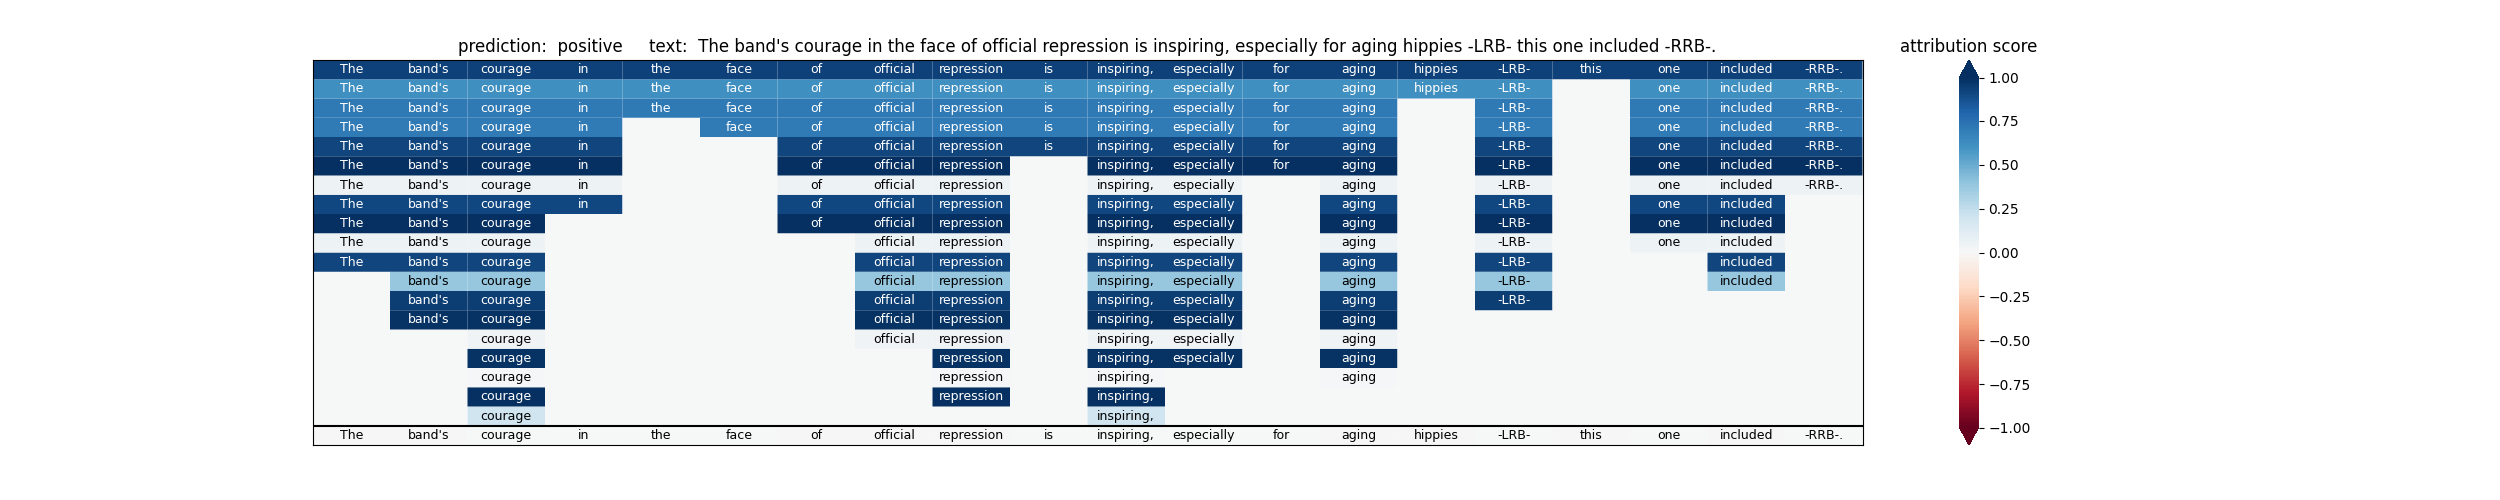 prediction:  positive     text:  The band's courage in the face of official repression is inspiring, especially for aging hippies -LRB- this one included -RRB-.
attribution score
The band's courage in the face of official repression is inspiring, especially for aging hippies -LRB- this one included -RRB-.
The band's courage in the face of official repression is inspiring, especially for aging hippies -LRB- one included -RRB-.
The band's courage in the face of official repression is inspiring, especially for aging -LRB- one included -RRB-.
The band's courage in face of official repression is inspiring, especially for aging -LRB- one included -RRB-.
The band's courage in of official repression is inspiring, especially for aging -LRB- one included -RRB-.
The band's courage in of official repression inspiring, especially for aging -LRB- one included -RRB-.
The band's courage in of official repression inspiring, especially aging -LRB- one included -RRB-.
The band's courage in of official repression inspiring, especially aging -LRB- one included
The band's courage of official repression inspiring, especially aging -LRB- one included
The band's courage official repression inspiring, especially aging -LRB- one included
The band's courage official repression inspiring, especially aging -LRB- included
band's courage official repression inspiring, especially aging -LRB- included
band's courage official repression inspiring, especially aging -LRB-
band's courage official repression inspiring, especially aging
courage official repression inspiring, especially aging
courage repression inspiring, especially aging
courage repression inspiring, aging
courage repression inspiring,
courage inspiring,
The band's courage in the face of official repression is inspiring, especially for aging hippies -LRB- this one included -RRB-.
1.00
0.75
0.50
0.25
0.00
−0.25
−0.50
−0.75
−1.00